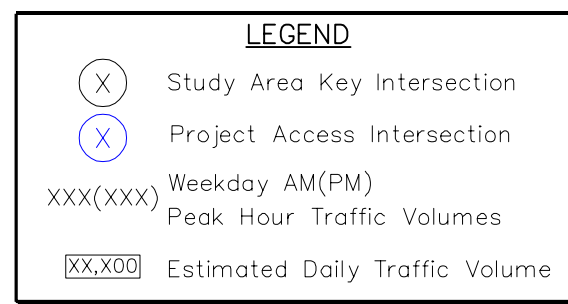 LEGEND
X Study Area Key Intersection
X Project Access Intersection
XXX(XXX) Weekday AM(PM)
Peak Hour Traffic Volumes
XX,X00 Estimated Daily Traffic Volume